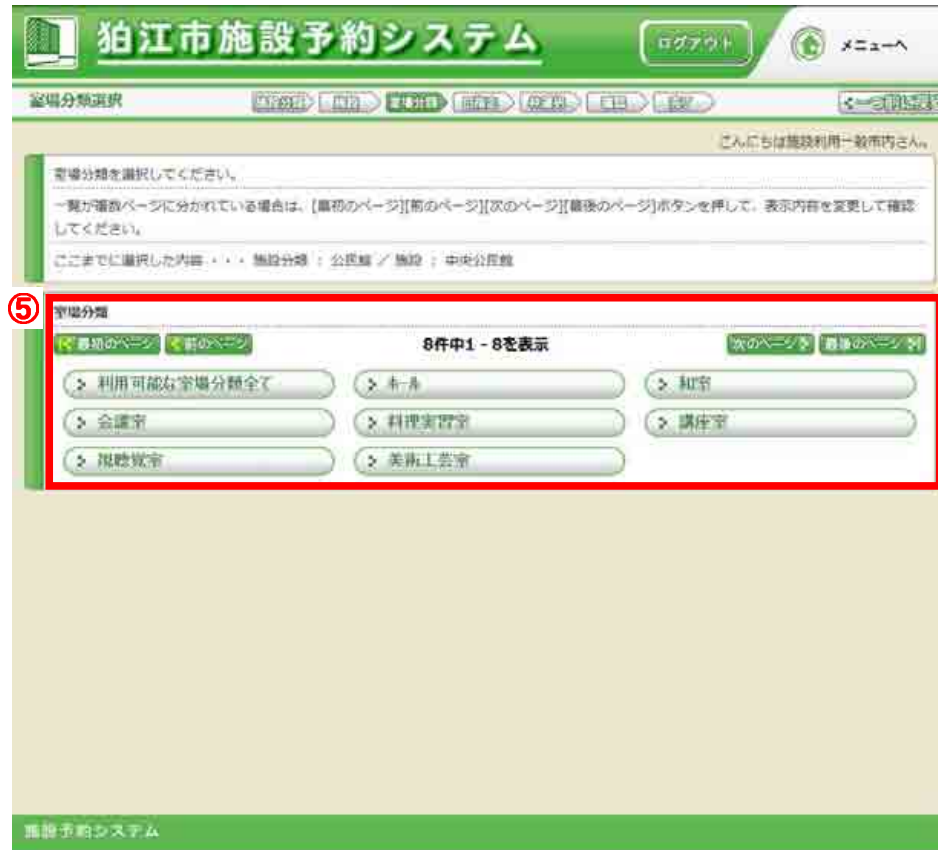 狛江市施設予約システム
ログアウト
メニューへ
室場分類選択
室場分類
こんにちは施設利用一般市内さん。
室場分類を選択してください。
一覧が複数ページに分かれている場合は、[最初のページ][前のページ][次のページ][最後のページ]ボタンを押して、表示内容を変更して確認
してください。
ここまでに選択した内容・・・ 施設分類 : 公民館 / 施設 : 中央公民館
⑤
室場分類
最初のページ 前のページ 8件中1 - 8を表示 次のページ 最後のページ
利用可能な室場分類全て ホール 和室
会議室 料理実習室 講座室
視聴覚室 美術工芸室
施設予約システム